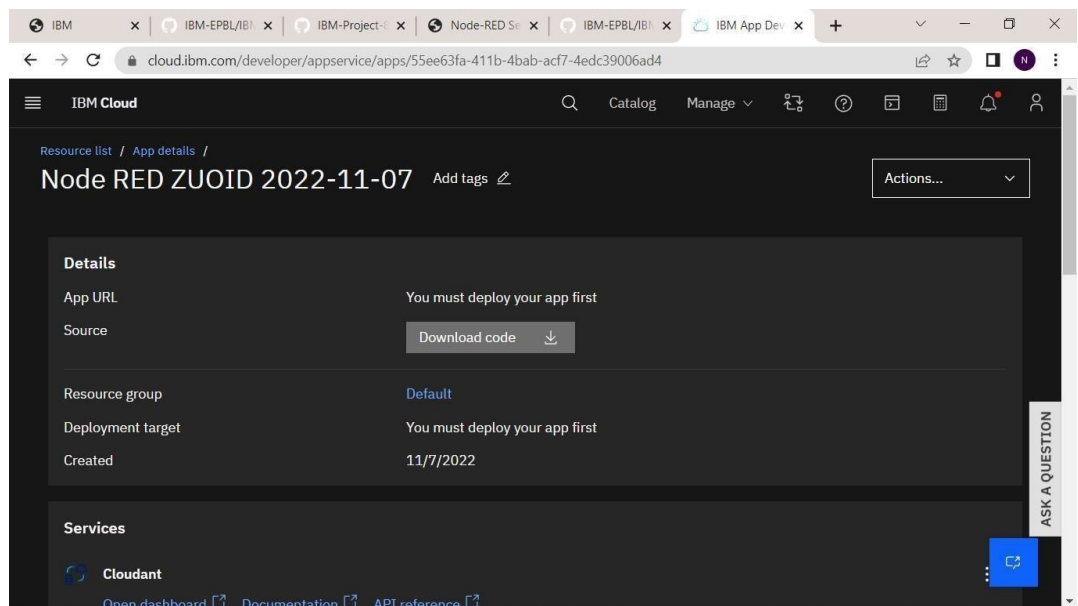 IBM
IBM-EPBL/IBM
IBM-Project-
Node-RED Se
IBM-EPBL/IBM
IBM App Dev
cloud.ibm.com/developer/appservice/apps/55ee63fa-411b-4bab-acf7-4edc39006ad4
N
IBM Cloud
Catalog
Manage
Resource list / App details /
Node RED ZUOID 2022-11-07 Add tags
Actions...
Details
App URL You must deploy your app first
Source
Download code
Resource group Default
Deployment target You must deploy your app first
Created 11/7/2022
ASK A QUESTION
Services
Cloudant
Open dashboard Documentation API reference